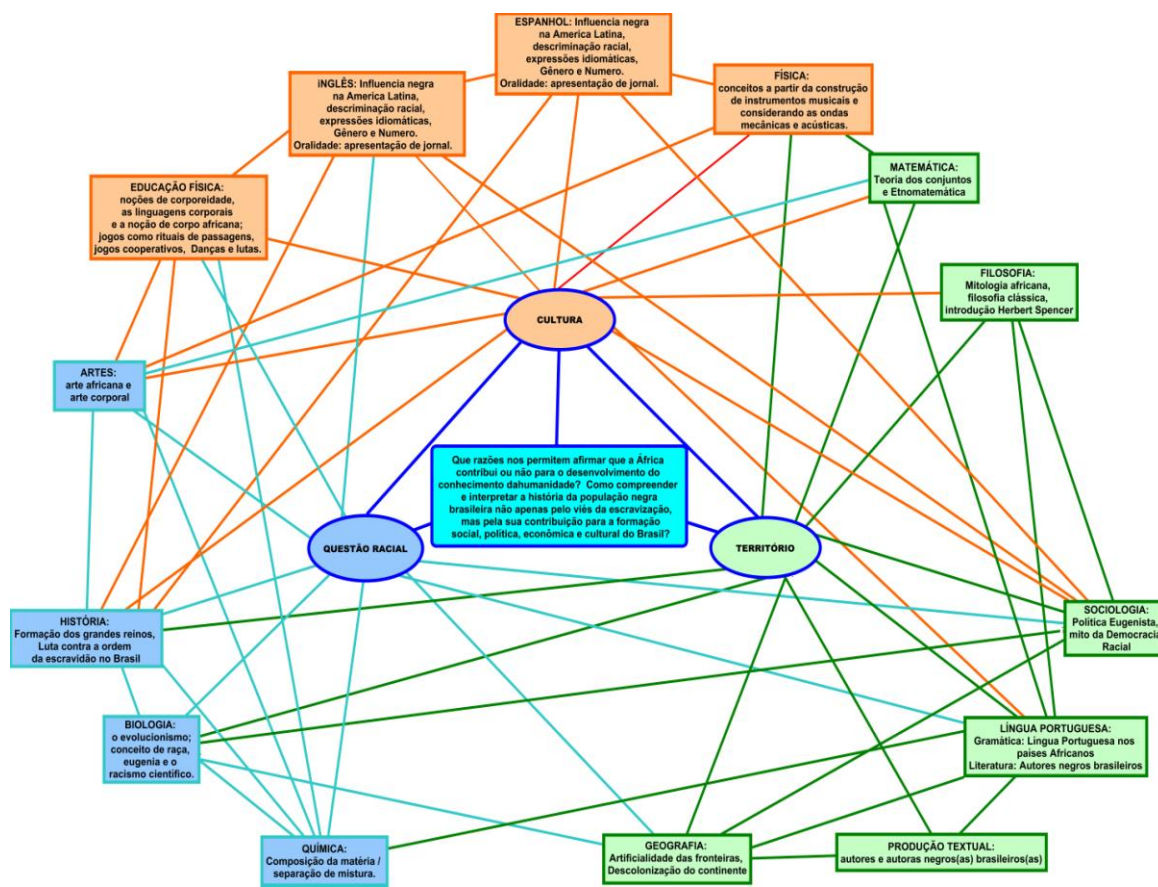 ESPANHOL: Influencia negra
na America Latina,
descriminação racial,
expressões idiomáticas,
Gênero e Numero.
Oralidade: apresentação de jornal.
iNGLÊS: Influencia negra
na America Latina,
descriminação racial,
expressões idiomáticas,
Gênero e Numero.
Oralidade: apresentação de jornal.
FÍSICA:
conceitos a partir da construção
de instrumentos musicais e
considerando as ondas
mecânicas e acústicas.
MATEMÁTICA:
Teoria dos conjuntos
e Etnomatemática
EDUCAÇÃO FÍSICA:
noções de corporeidade,
as linguagens corporais
e a noção de corpo africana;
jogos como rituais de passagens,
jogos cooperativos, Danças e lutas.
FILOSOFIA:
Mitologia africana,
filosofia clássica,
introdução Herbert Spencer
CULTURA
ARTES:
arte africana e
arte corporal
Que razões nos permitem afirmar que a África
contribui ou não para o desenvolvimento do
conhecimento dahumanidade? Como compreender
e interpretar a história da população negra
brasileira não apenas pelo viés da escravização,
mas pela sua contribuição para a formação
social, política, econômica e cultural do Brasil?
QUESTÃO RACIAL
TERRITÓRIO
HISTÓRIA:
Formação dos grandes reinos,
Luta contra a ordem
da escravidão no Brasil
SOCIOLOGIA:
Política Eugenista,
mito da Democracia
Racial
BIOLOGIA:
o evolucionismo;
conceito de raça,
eugenia e o
racismo científico.
LÍNGUA PORTUGUESA:
Gramática: Língua Portuguesa nos
países Africanos
Literatura: Autores negros brasileiros
QUÍMICA:
Composição da matéria /
separação de mistura.
GEOGRAFIA:
Artificialidade das fronteiras,
Descolonização do continente
PRODUÇÃO TEXTUAL:
autores e autoras negros(as) brasileiros(as)